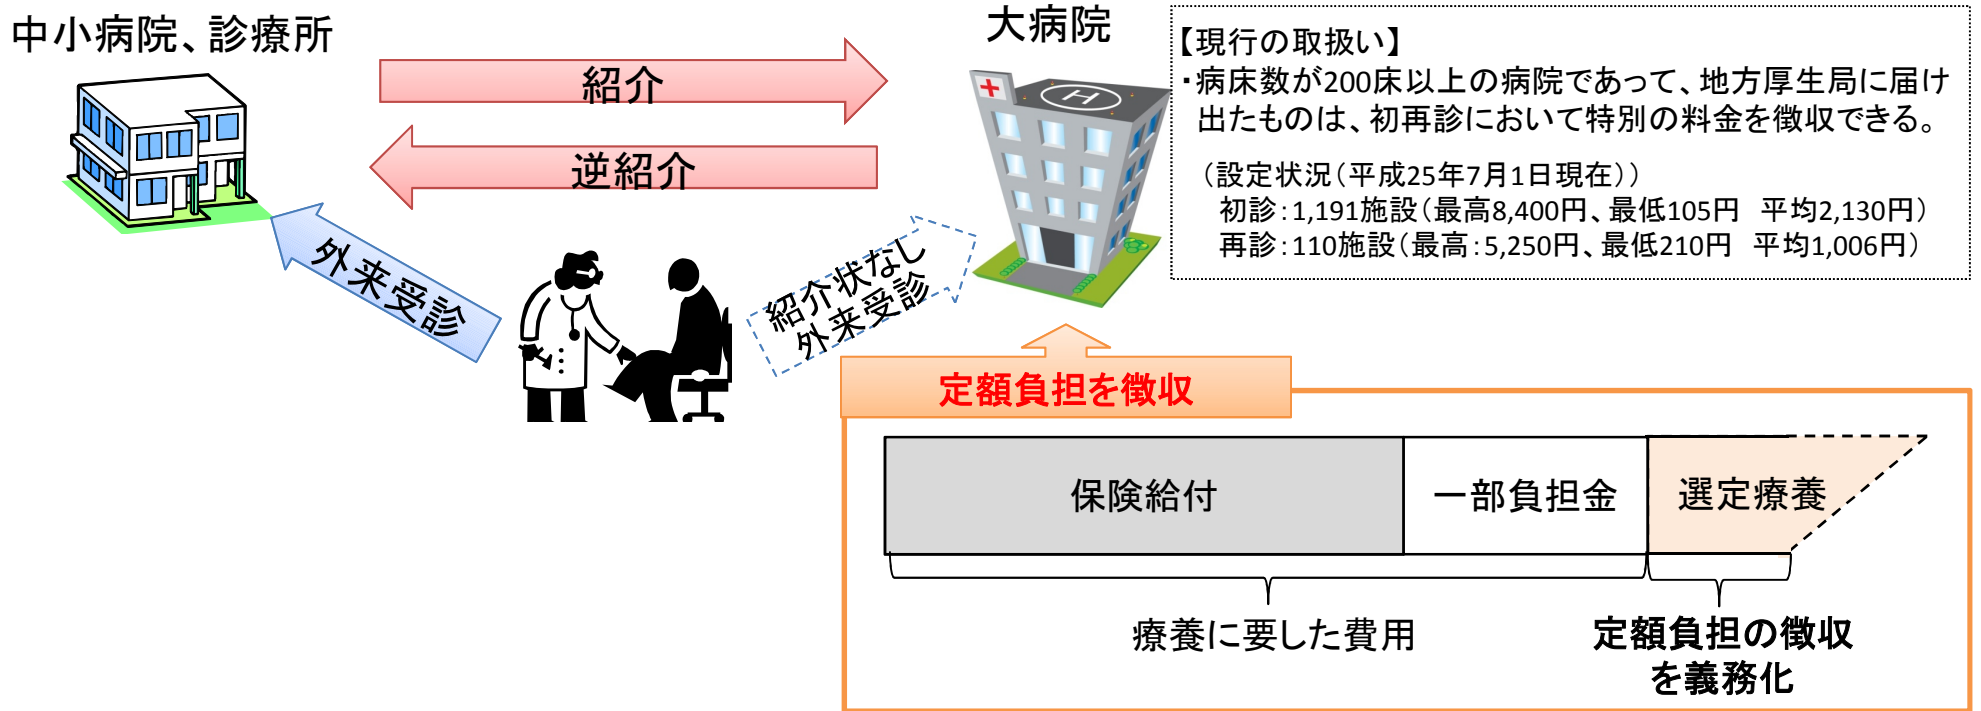 中小病院、診療所
紹介
逆紹介
大病院
【現行の取扱い】
・病床数が200床以上の病院であって、地方厚生局に届け
出たものは、初再診において特別の料金を徴収できる。
（設定状況（平成25年7月1日現在））
初診：1,191施設（最高8,400円、最低105円　平均2,130円）
再診：110施設（最高：5,250円、最低210円　平均1,006円）
外来受診
紹介状なし
外来受診
H
定額負担を徴収
保険給付
一部負担金
選定療養
療養に要した費用
定額負担の徴収
を義務化